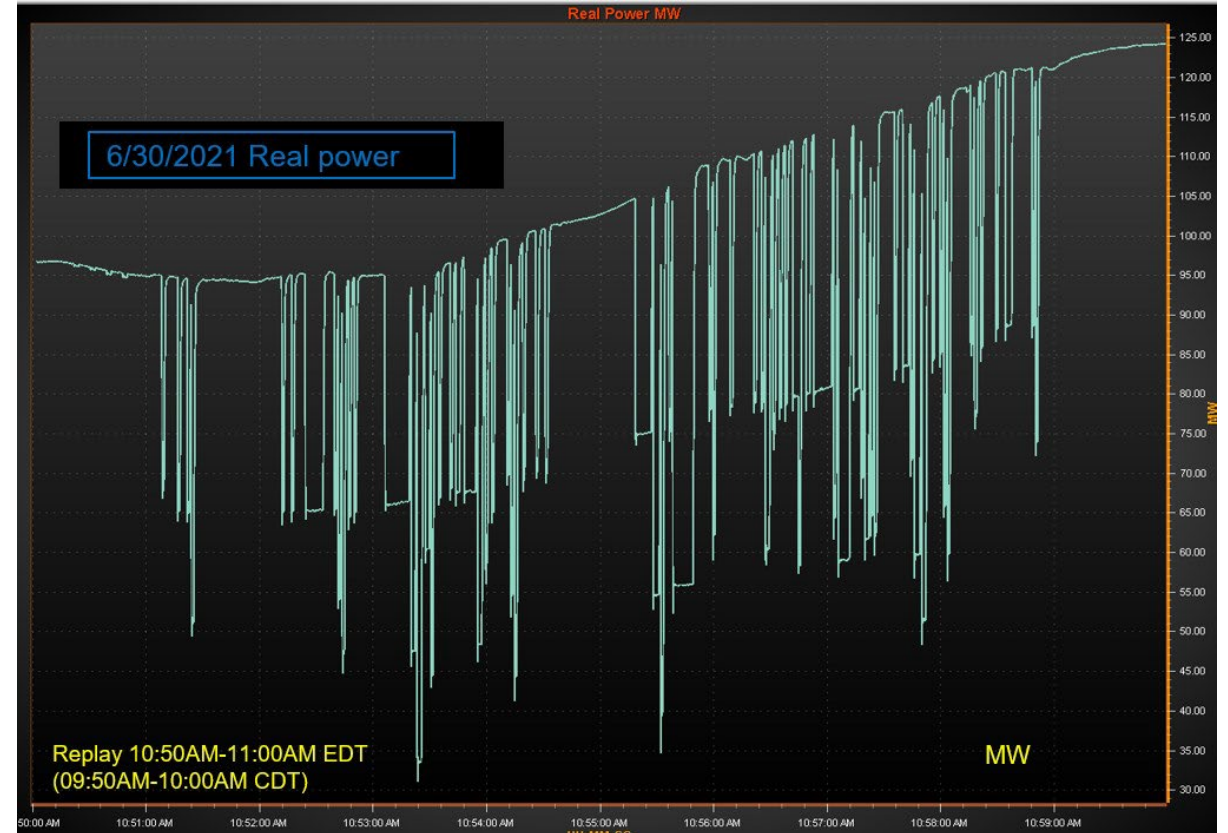 Real Power MW
6/30/2021 Real power
125.00
120.00
115.00
110.00
105.00
100.00
95.00
90.00
85.00
80.00
75.00
70.00
65.00
60.00
55.00
50.00
45.00
40.00
35.00
30.00
MW
Replay 10:50AM-11:00AM EDT
(09:50AM-10:00AM CDT)
MW
50:00 AM
10:51:00 AM
10:52:00 AM
10:53:00 AM
10:54:00 AM
10:55:00 AM
10:56:00 AM
10:57:00 AM
10:58:00 AM
10:59:00 AM